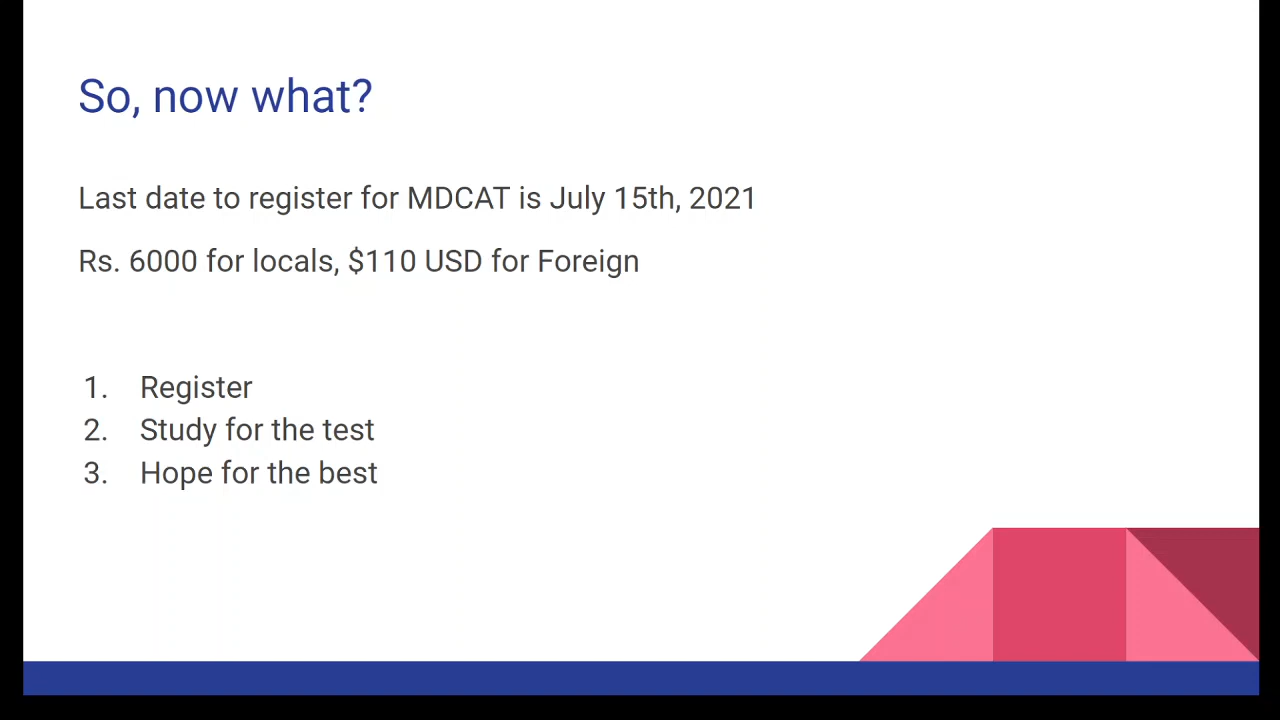 So, now what?
Last date to register for MDCAT is July 15th, 2021
Rs. 6000 for locals, $110 USD for Foreign
1. Register
2. Study for the test
3. Hope for the best